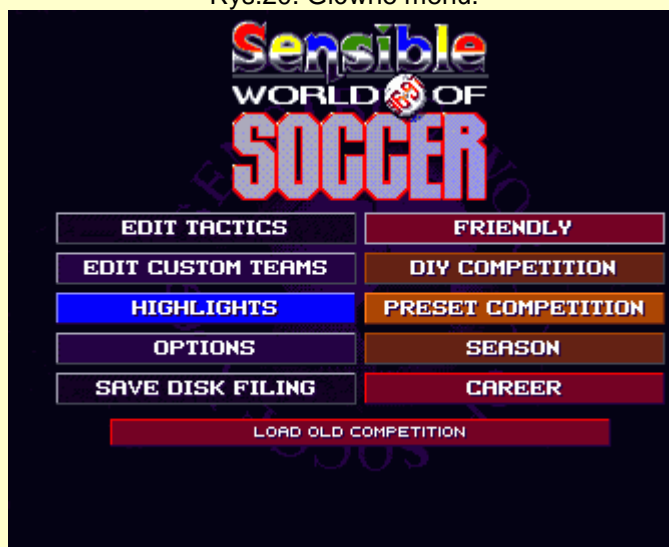 Rys.20. Główne menu.
Sensible
WORLD OF
SOCCER
EDIT TACTICS
FRIENDLY
EDIT CUSTOM TEAMS
DIY COMPETITION
HIGHLIGHTS
PRESET COMPETITION
OPTIONS
SEASON
SAVE DISK FILING
CAREER
LOAD OLD COMPETITION